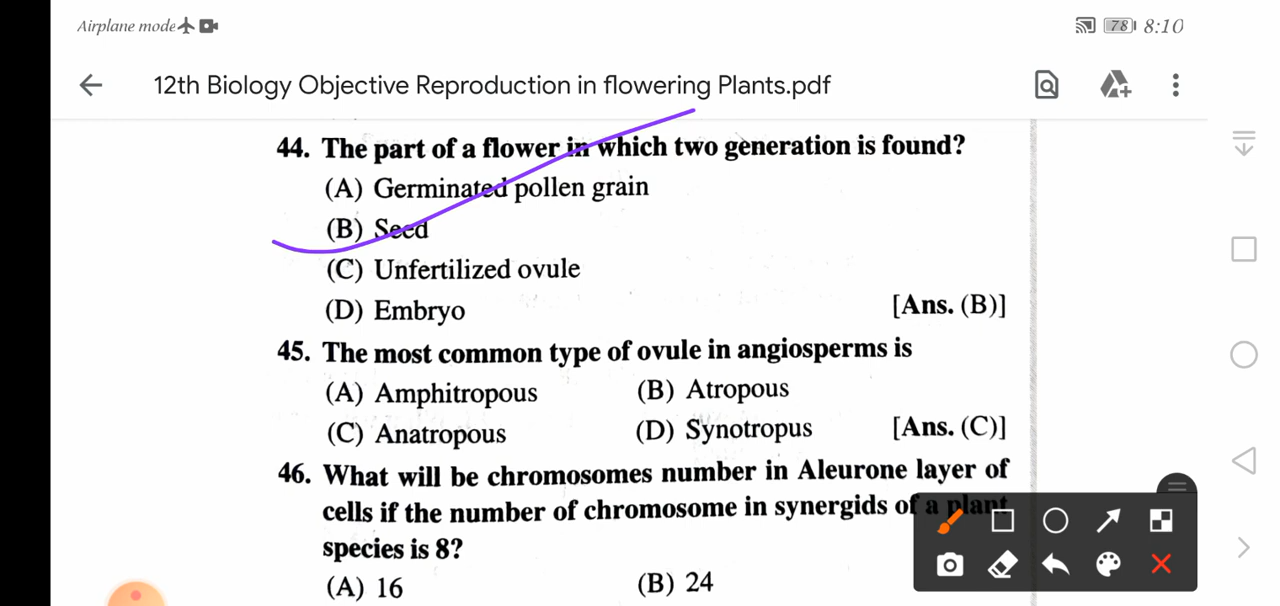 Airplane mode
78 8:10
12th Biology Objective Reproduction in flowering Plants.pdf
44. The part of a flower in which two generation is found?
(A) Germinated pollen grain
(B) Seed
(C) Unfertilized ovule
(D) Embryo [Ans. (B)]
45. The most common type of ovule in angiosperms is
(A) Amphitropous (B) Atropous
(C) Anatropous (D) Synotropus [Ans. (C)]
46. What will be chromosomes number in Aleurone layer of
cells if the number of chromosome in synergids of a plant
species is 8?
(A) 16 (B) 24